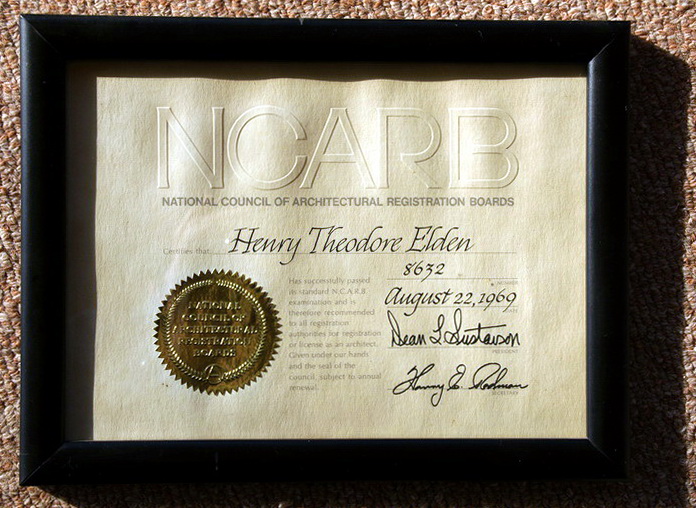 NCARB
NATIONAL COUNCIL OF ARCHITECTURAL REGISTRATION BOARDS
Certifies that Henry Theodore Elden
8632
NUMBER
August 22, 1969
DATE
Has successfully passed
its standard N.C.A.R.B
examination and is
therefore recommended
to all registration
authorities for registration
or license as an architect.
Given under our hands
and the seal of the
council, subject to annual
renewal.
Dean L. Gustavson
PRESIDENT
SECRETARY
NATIONAL
COUNCIL OF
ARCHITECTURAL
REGISTRATION
BOARDS